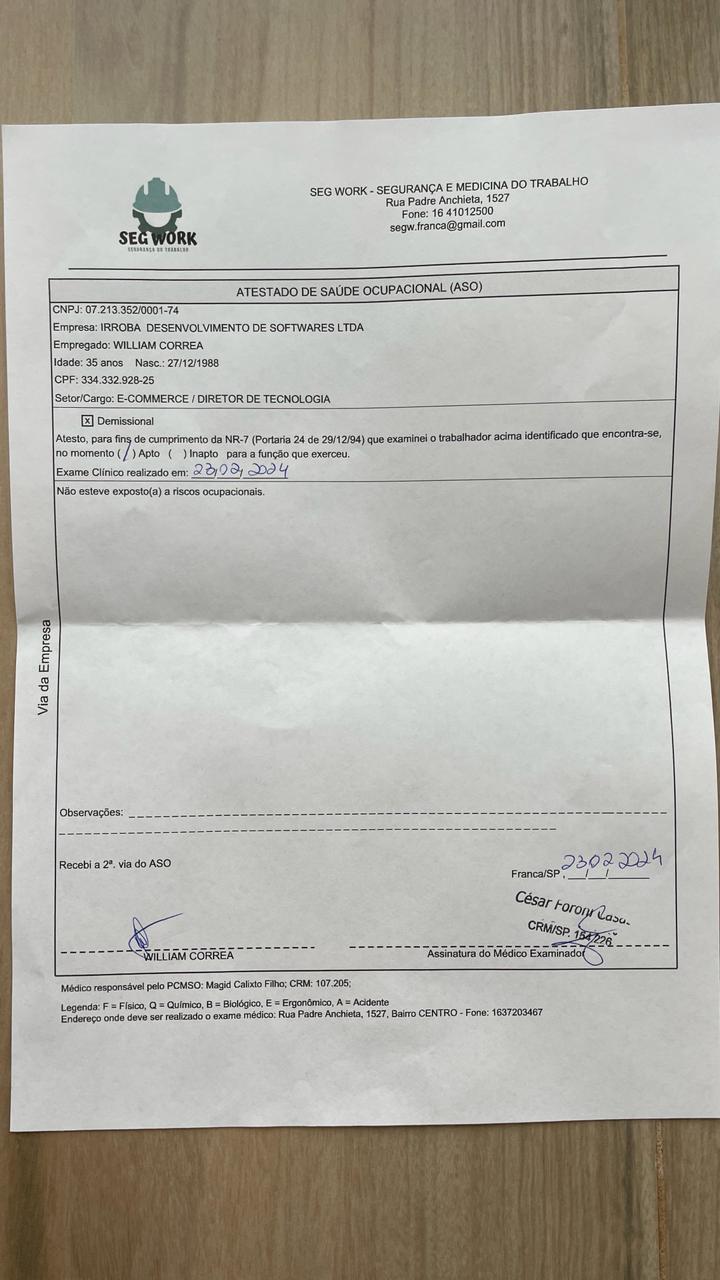 SEG WORK
SEGURANÇA DO TRABALHO
SEG WORK - SEGURANÇA E MEDICINA DO TRABALHO
Rua Padre Anchieta, 1527
Fone: 16 41012500
segw.franca@gmail.com
ATESTADO DE SAÚDE OCUPACIONAL (ASO)
CNPJ: 07.213.352/0001-74
Empresa: IRROBA DESENVOLVIMENTO DE SOFTWARES LTDA
Empregado: WILLIAM CORREA
Idade: 35 anos Nasc.: 27/12/1988
CPF: 334.332.928-25
Setor/Cargo: E-COMMERCE / DIRETOR DE TECNOLOGIA
[x] Demissional
Atesto, para fins de cumprimento da NR-7 (Portaria 24 de 29/12/94) que examinei o trabalhador acima identificado que encontra-se,
no momento (/) Apto ( ) Inapto para a função que exerceu.
Exame Clínico realizado em: 23/02/2024
Não esteve exposto(a) a riscos ocupacionais.
Via da Empresa
Observações:
Recebi a 2ª. via do ASO
Franca/SP, 23/02/2024
César Foroni
CRM/SP.
WILLIAM CORREA
Assinatura do Médico Examinador
Médico responsável pelo PCMSO: Magid Calixto Filho; CRM: 107.205;
Legenda: F = Físico, Q = Químico, B = Biológico, E = Ergonômico, A = Acidente
Endereço onde deve ser realizado o exame médico: Rua Padre Anchieta, 1527, Bairro CENTRO - Fone: 1637203467